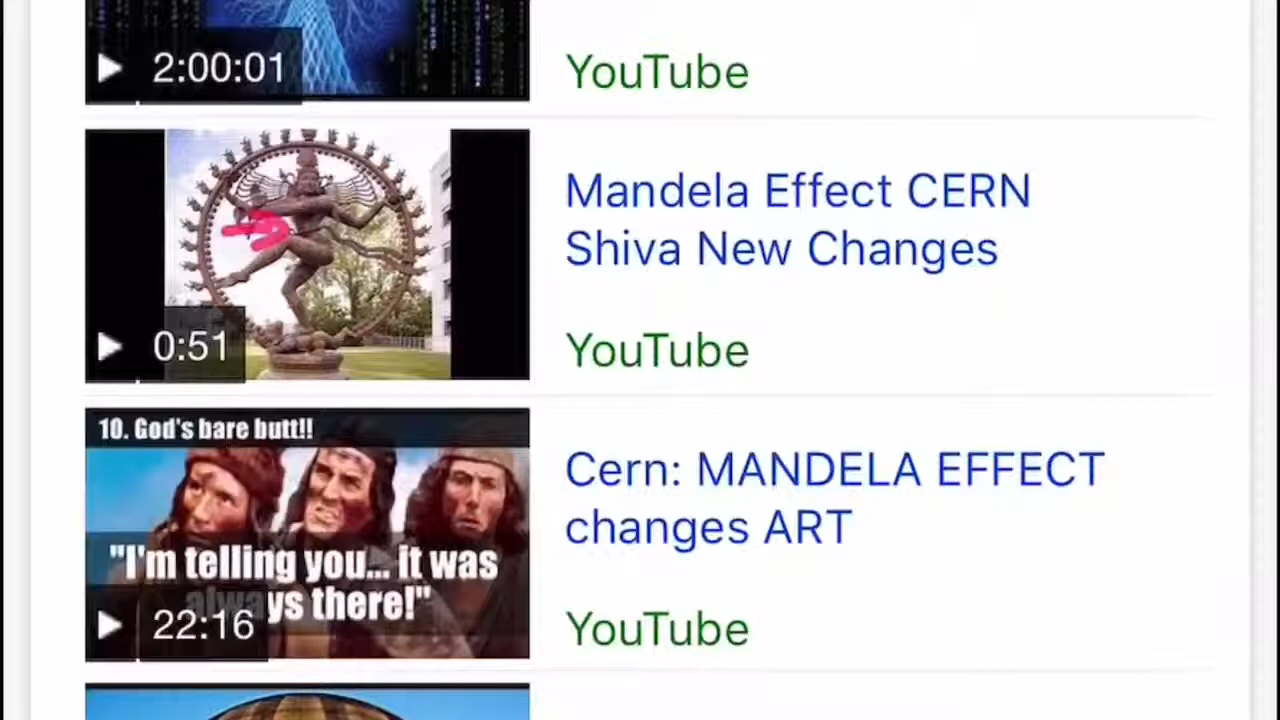 2:00:01
YouTube
Mandela Effect CERN
Shiva New Changes
0:51
YouTube
10. God's bare butt!!
"I'm telling you... it was
always there!"
22:16
Cern: MANDELA EFFECT
changes ART
YouTube